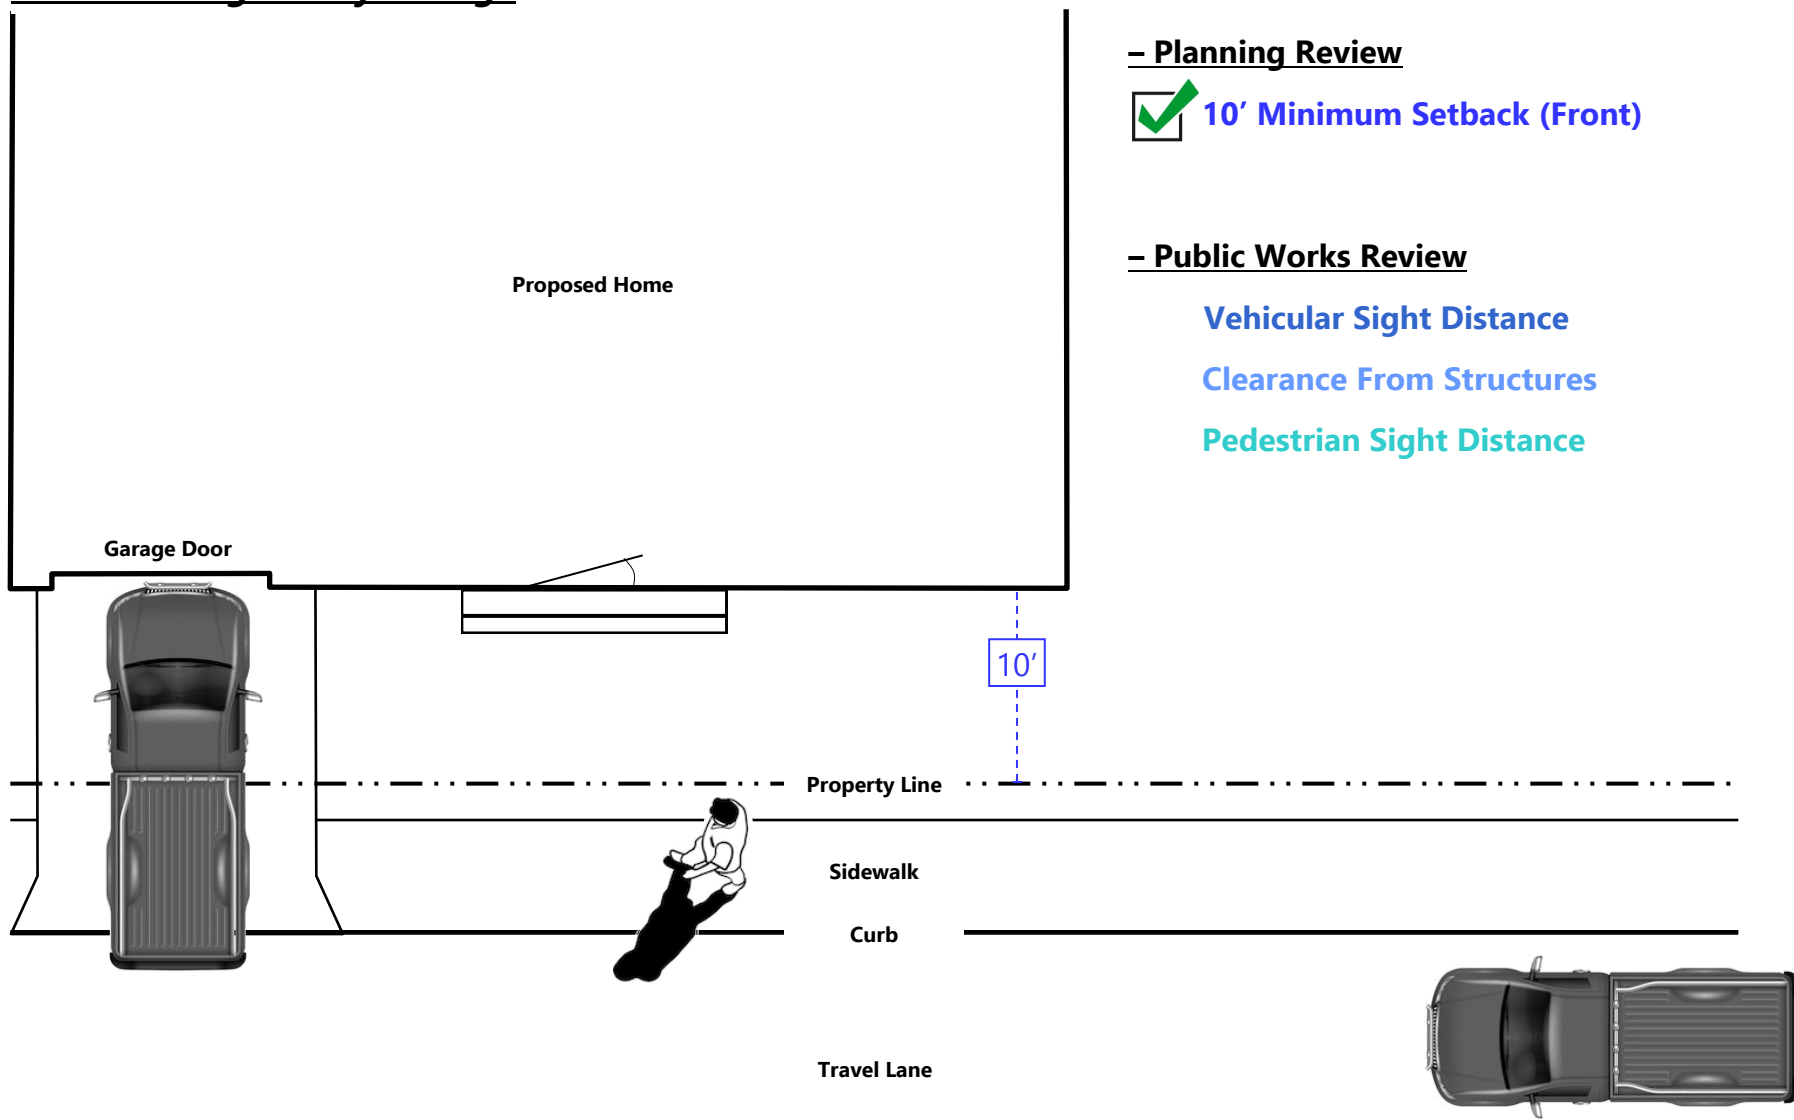 – Planning Review
10’ Minimum Setback (Front)
– Public Works Review
Proposed Home
Vehicular Sight Distance
Clearance From Structures
Pedestrian Sight Distance
Garage Door
10’
Property Line
Sidewalk
Curb
Travel Lane